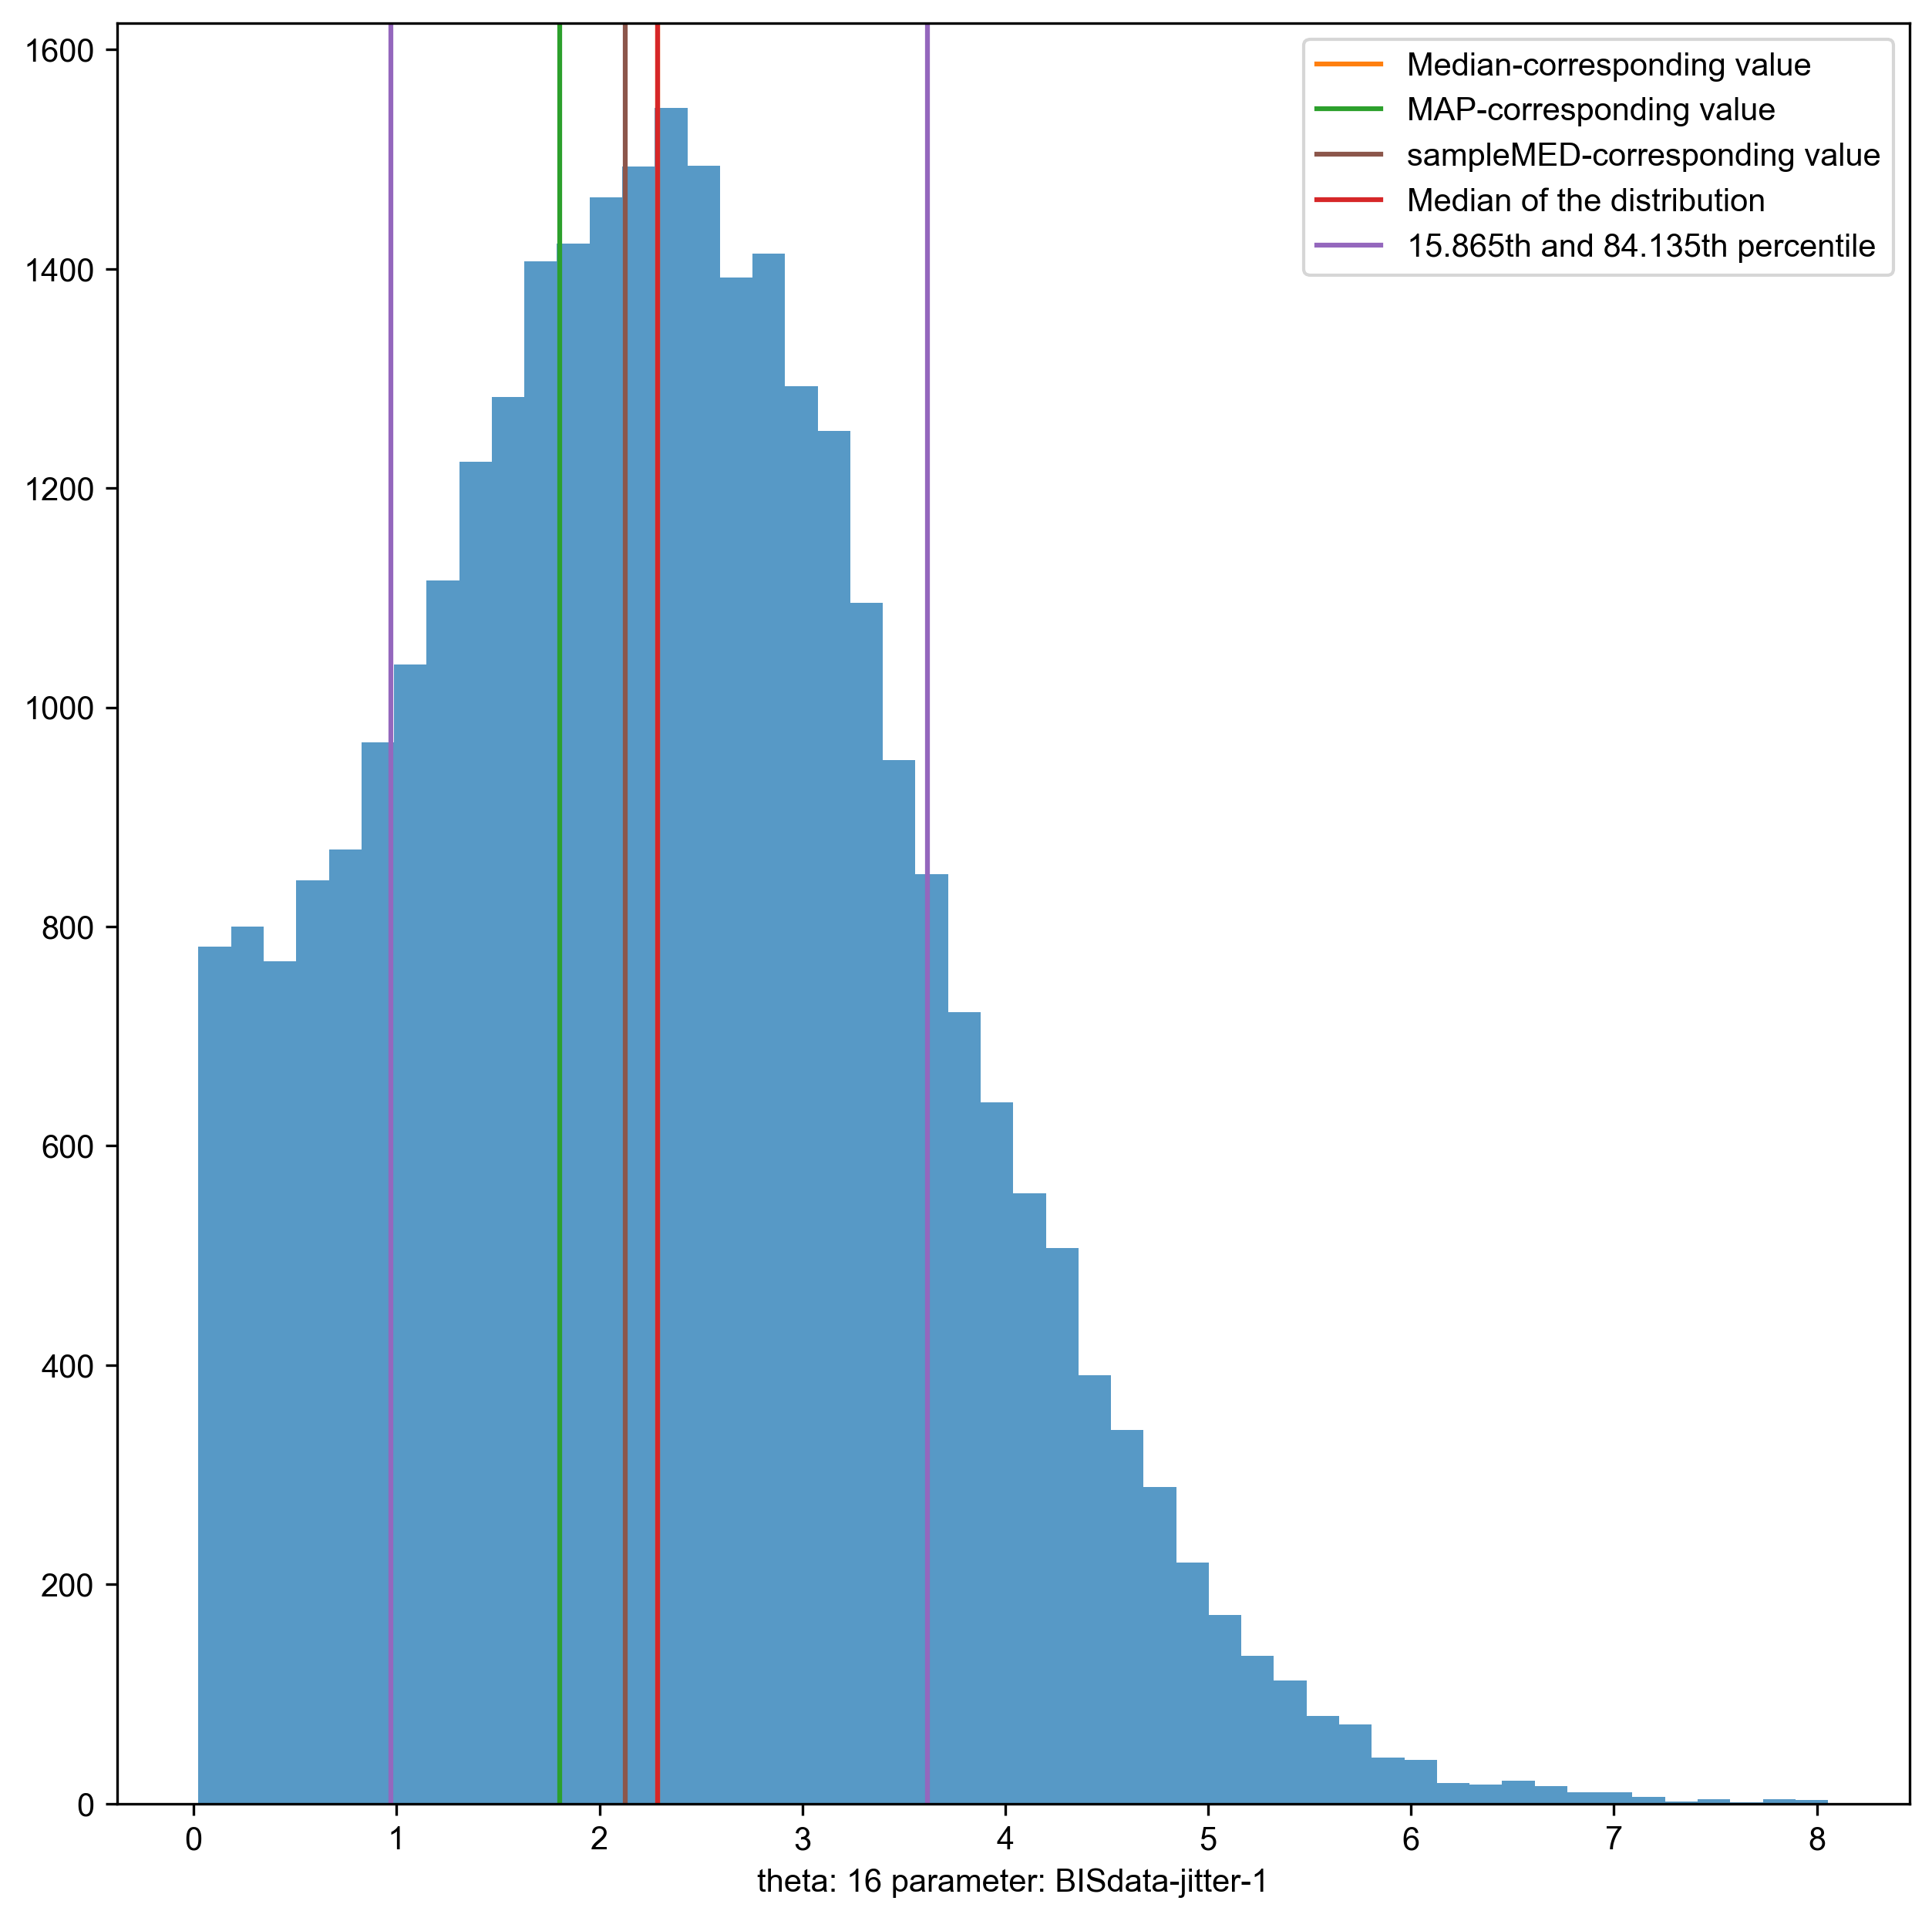 1600
1400
1200
1000
800
600
400
200
0
Median-corresponding value
MAP-corresponding value
sampleMED-corresponding value
Median of the distribution
15.865th and 84.135th percentile
0 1 2 3 4 5 6 7 8
theta: 16 parameter: BISdata-jitter-1